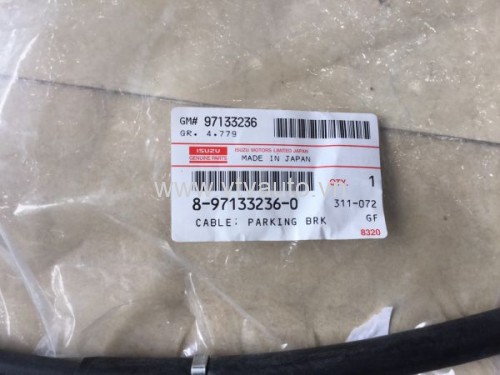 GM# 97133236
GR. 4.779
ISUZU
GENUINE PARTS
ISUZU MOTORS LIMITED JAPAN
MADE IN JAPAN
QTY 1
8-97133236-0 311-072
CABLE; PARKING BRK GF
8320